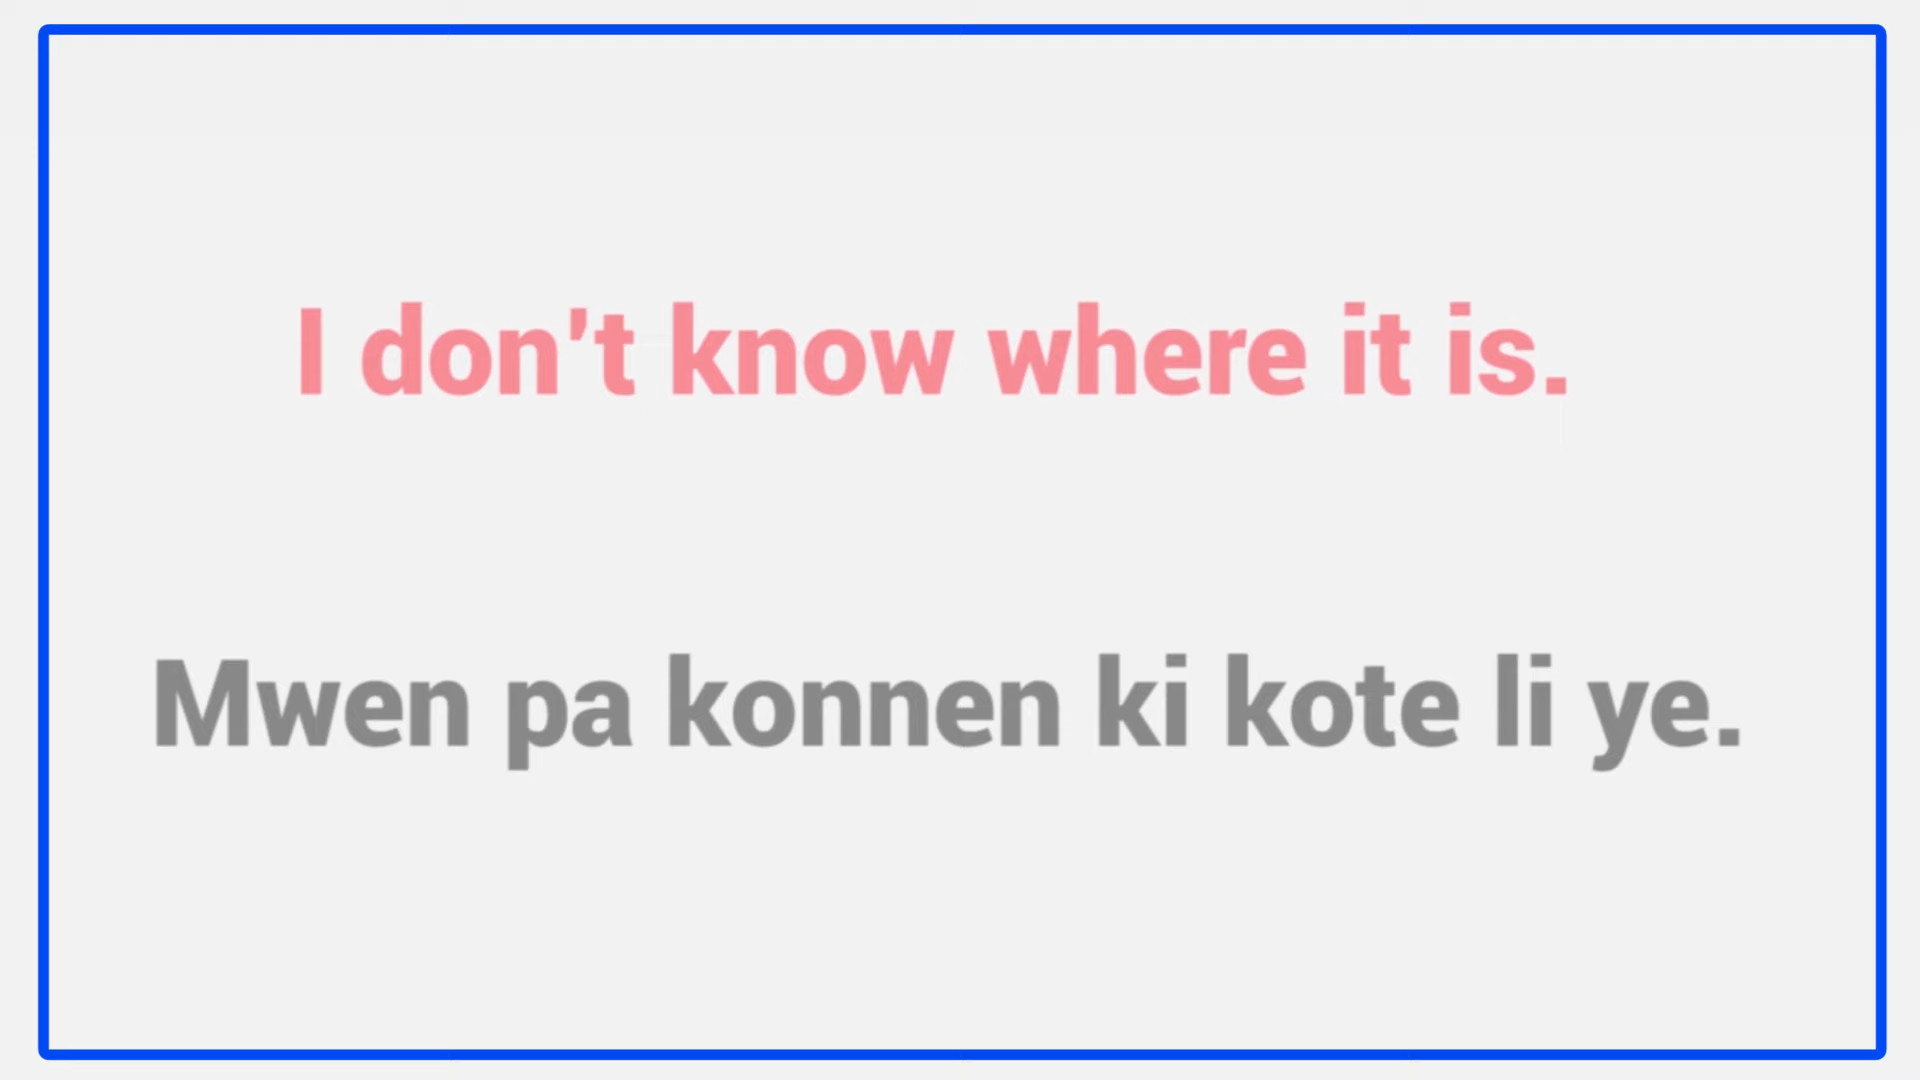 I don't know where it is.
Mwen pa konnen ki kote li ye.